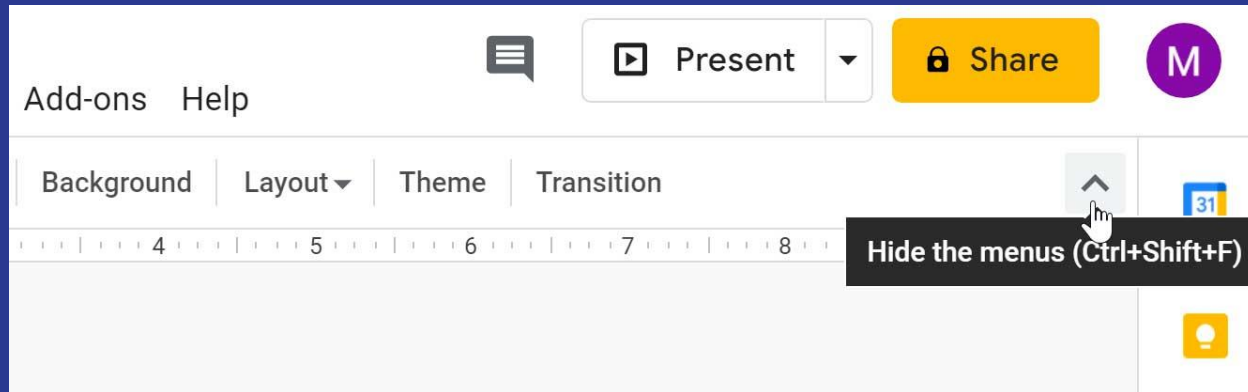 Present
Share
M
Add-ons Help
Background Layout Theme Transition
31
4 5 6 7 8
Hide the menus (Ctrl+Shift+F)